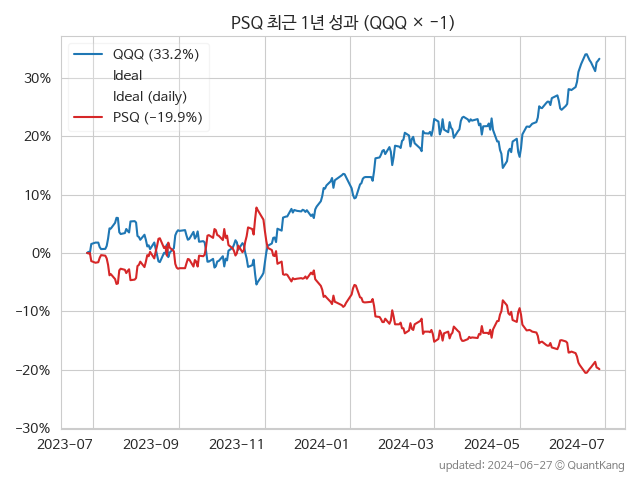 PSQ 최근 1년 성과 (QQQ × −1)
QQQ (33.2%)
Ideal
Ideal (daily)
PSQ (−19.9%)
30%
20%
10%
0%
−10%
−20%
−30%
2023-07 2023-09 2023-11 2024-01 2024-03 2024-05 2024-07
updated: 2024-06-27 © QuantKang